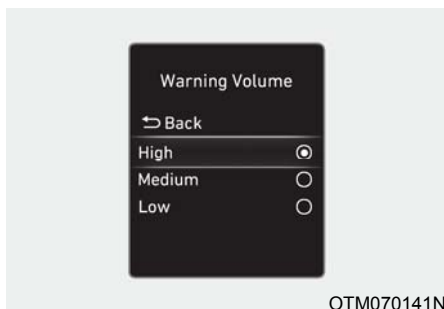 Warning Volume
Back
High
Medium
Low
OTM070141N